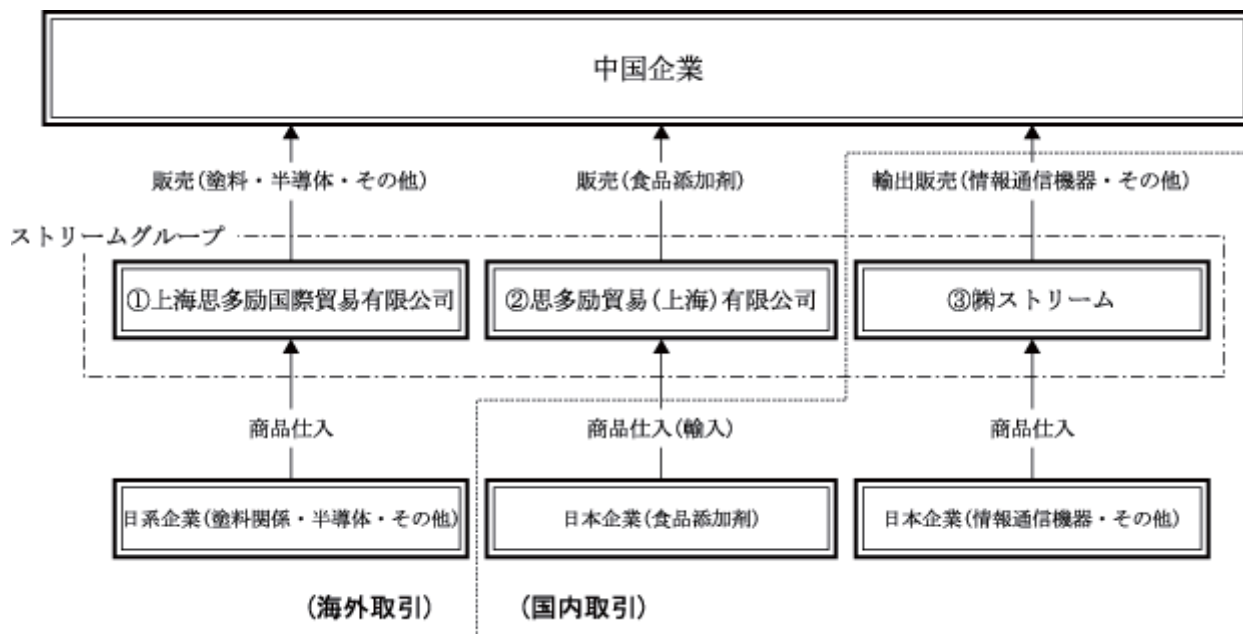 中国企業
販売(塗料・半導体・その他)
販売(食品添加剤)
輸出販売(情報通信機器・その他)
ストリームグループ
①上海思多励国際貿易有限公司
②思多励貿易(上海)有限公司
③㈱ストリーム
商品仕入
商品仕入(輸入)
商品仕入
日系企業(塗料関係・半導体・その他)
日本企業(食品添加剤)
日本企業(情報通信機器・その他)
(海外取引)
(国内取引)